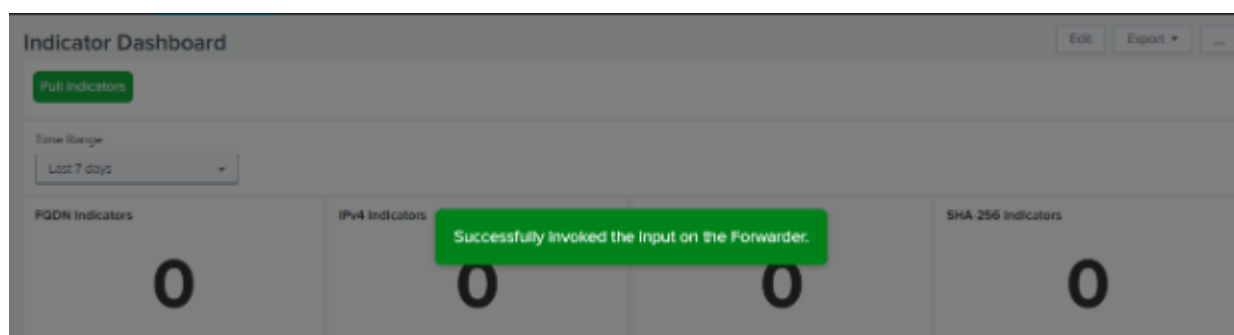 Indicator Dashboard
Edit
Export
...
Pull Indicators
Time Range
Last 7 days
FQDN Indicators
IPv4 Indicators
SHA-256 Indicators
Successfully invoked the input on the Forwarder.
0
0
0
0